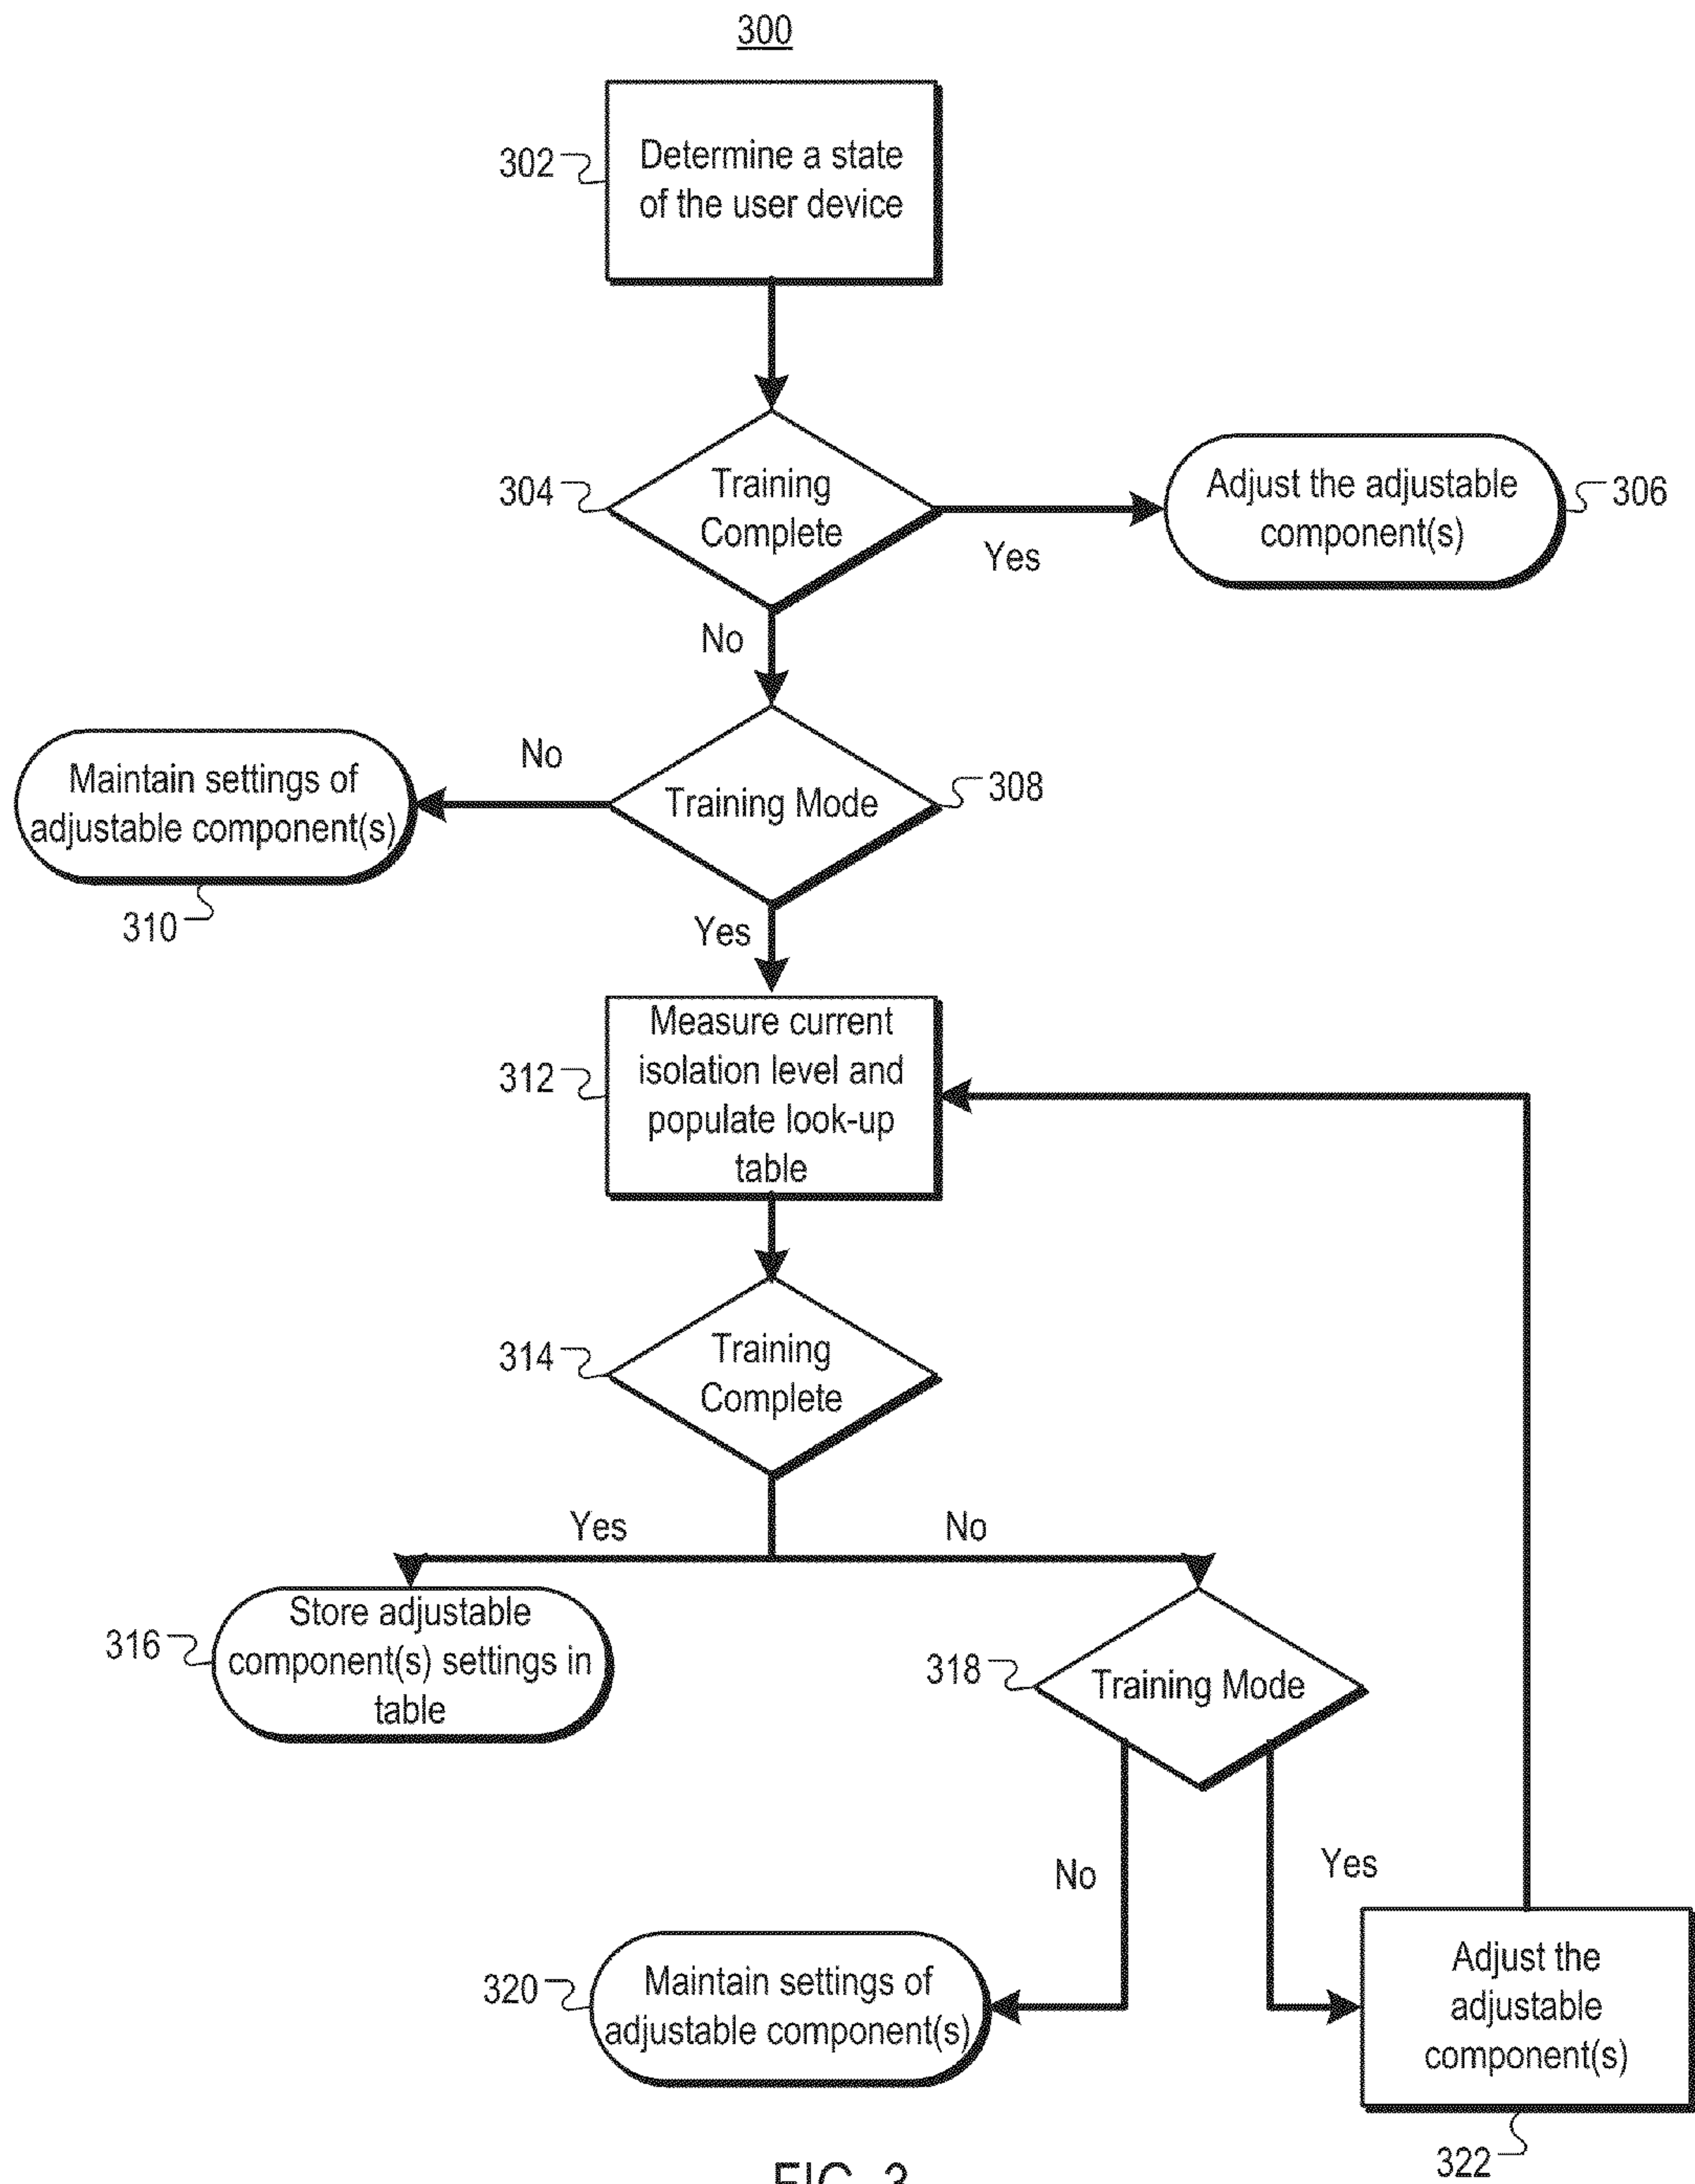 300
302
Determine a state
of the user device
304
Training
Complete
Yes
Adjust the adjustable
component(s)
306
No
No
Maintain settings of
adjustable component(s)
310
Training Mode
308
Yes
312
Measure current
isolation level and
populate look-up
table
314
Training
Complete
Yes
No
316
Store adjustable
component(s) settings in
table
318
Training Mode
No
Yes
320
Maintain settings of
adjustable component(s)
Adjust the
adjustable
component(s)
322
FIG. 3